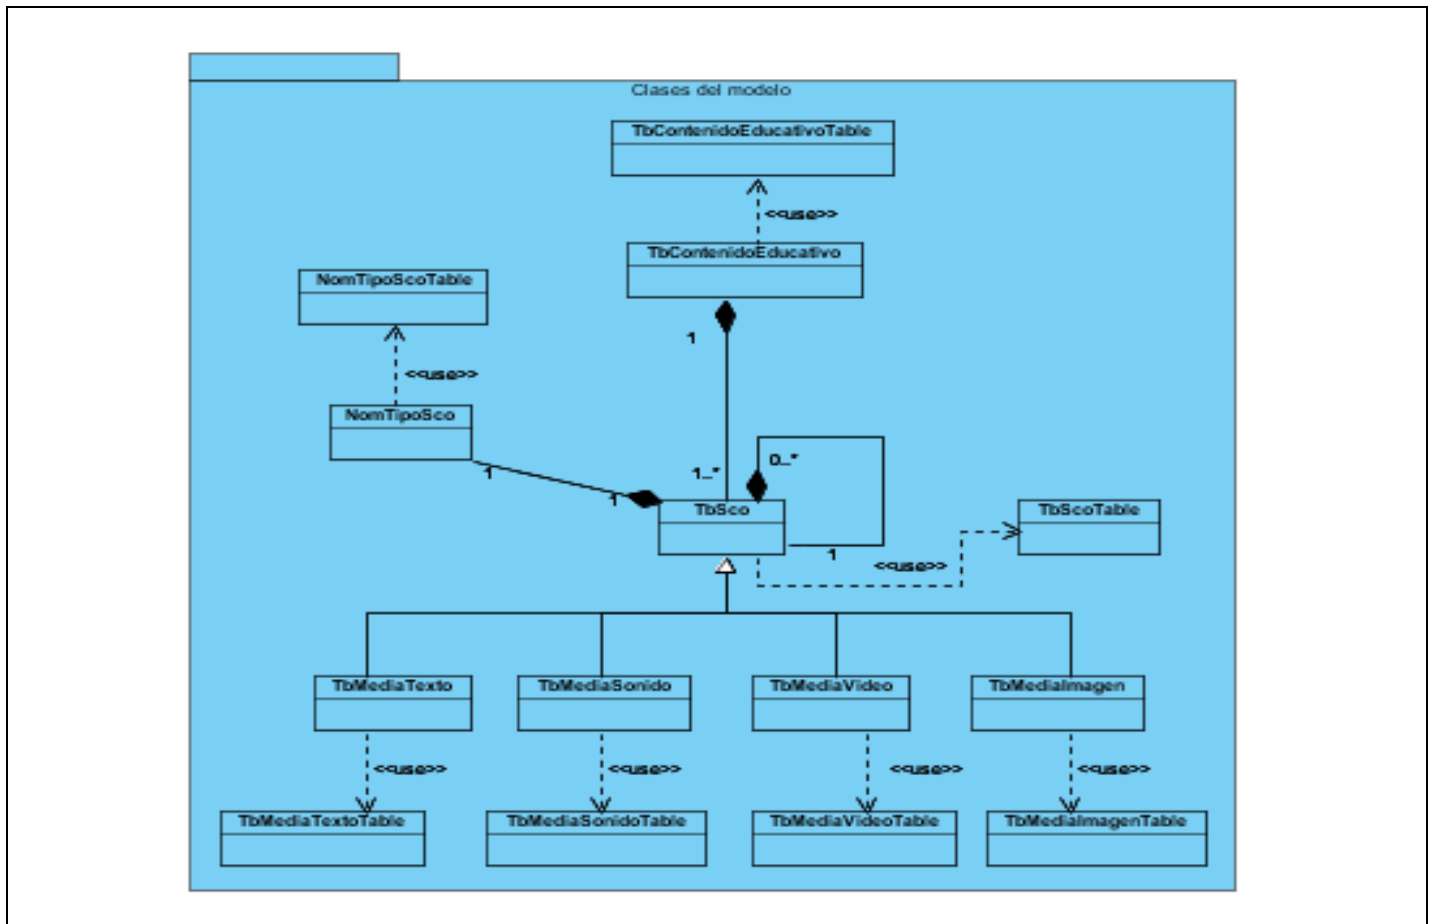 Clases del modelo
TbContenidoEducativoTable
<<use>>
TbContenidoEducativo
NomTipoScoTable
1
<<use>>
NomTipoSco
1
1
1..*
0..*
TbSco
1
TbScoTable
<<use>>
TbMediaTexto
TbMediaSonido
TbMediaVideo
TbMediaImagen
<<use>>
<<use>>
<<use>>
<<use>>
TbMediaTextoTable
TbMediaSonidoTable
TbMediaVideoTable
TbMediaImagenTable